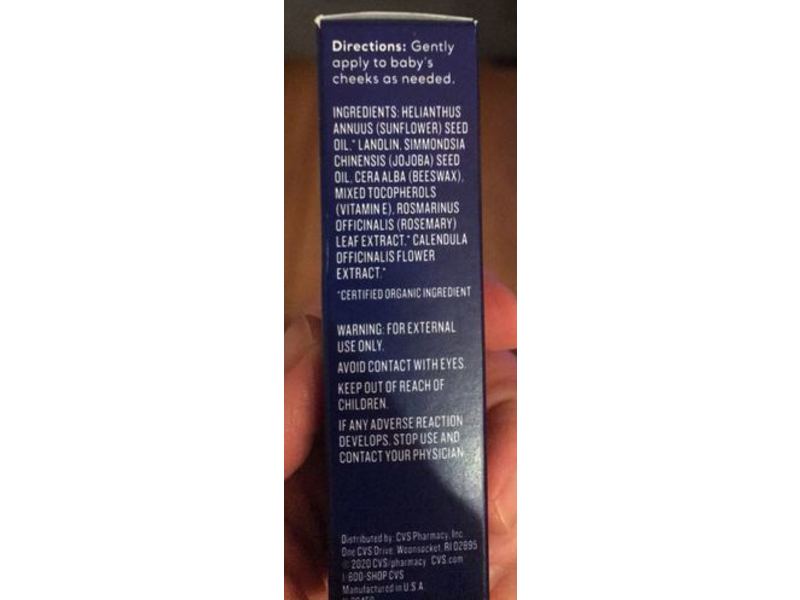 Directions: Gently
apply to baby's
cheeks as needed.
INGREDIENTS: HELIANTHUS
ANNUUS (SUNFLOWER) SEED
OIL,* LANOLIN, SIMMONDSIA
CHINENSIS (JOJOBA) SEED
OIL, CERA ALBA (BEESWAX),
MIXED TOCOPHEROLS
(VITAMIN E), ROSMARINUS
OFFICINALIS (ROSEMARY)
LEAF EXTRACT,* CALENDULA
OFFICINALIS FLOWER
EXTRACT.*
*CERTIFIED ORGANIC INGREDIENT
WARNING: FOR EXTERNAL
USE ONLY.
AVOID CONTACT WITH EYES.
KEEP OUT OF REACH OF
CHILDREN.
IF ANY ADVERSE REACTION
DEVELOPS, STOP USE AND
CONTACT YOUR PHYSICIAN.
Distributed by: CVS Pharmacy, Inc.
One CVS Drive, Woonsocket, RI 02895
© 2020 CVS/pharmacy CVS.com
1-800-SHOP CVS
Manufactured in U.S.A.